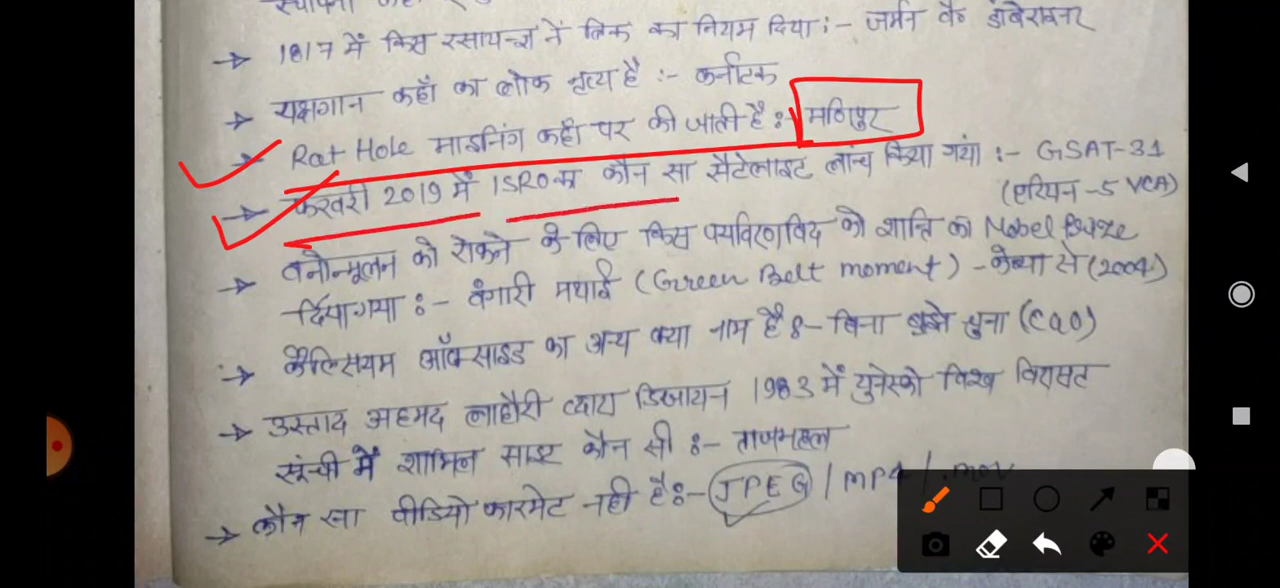 → 1817 में किस रसायनज्ञ ने त्रिक का नियम दिया :- जर्मन के डोबेराइनर
→ यक्षगान कहाँ का लोक नृत्य है :- कर्नाटक
→ Rat Hole माइनिंग कहाँ पर की जाती है :- मणिपुर
→ फरवरी 2019 में ISRO का कौन सा सैटेलाइट लांच किया गया :- GSAT-31
(एरियन -5 VCA)
→ वनोन्मूलन को रोकने के लिए किस पर्यावरणविद को शान्ति का Nobel
दिया गया :- वंगारी मथाई (Green Belt moment) - केन्या से (2004)
→ कैल्सियम ऑक्साइड का अन्य क्या नाम है :- बिना बुझे चुना (CaO)
→ उस्ताद अहमद लाहौरी द्वारा डिजायन 1983 में युनेस्को विश्व विरासत
सूंची में शामिल साइट कौन सी :- ताजमहल
→ कौन सा वीडियो फारमेट नही है :- JPEG / MP4 / .mov